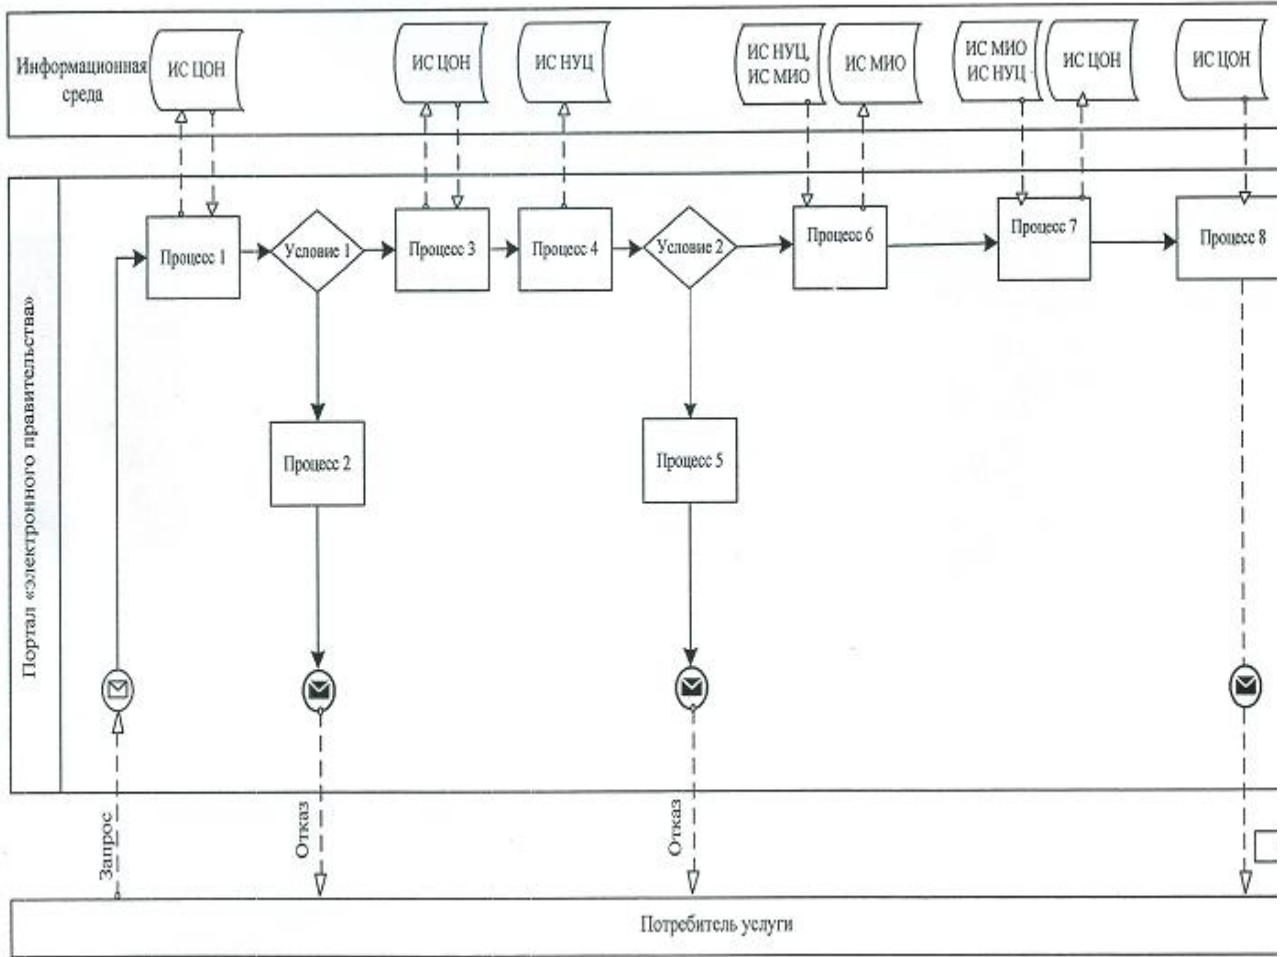 Информационная
среда
ИС ЦОН
ИС ЦОН
ИС НУЦ
ИС НУЦ,
ИС МИО
ИС МИО
ИС МИО
ИС НУЦ
ИС ЦОН
ИС ЦОН
Портал «электронного правительства»
Процесс 1
Условие 1
Процесс 3
Процесс 4
Условие 2
Процесс 6
Процесс 7
Процесс 8
Процесс 2
Процесс 5
Запрос
Отказ
Отказ
Потребитель услуги